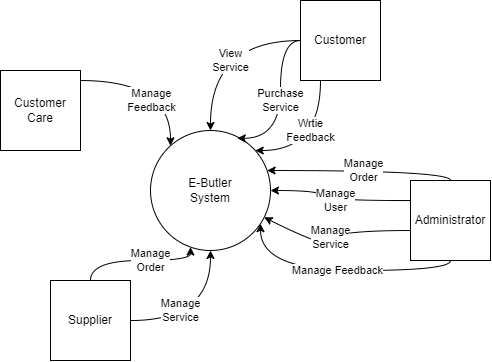 Customer
View
Service
Purchase
Service
Wrtie
Feedback
Customer
Care
Manage
Feedback
E-Butler
System
Manage
Order
Manage
User
Manage
Service
Manage Feedback
Administrator
Manage
Order
Manage
Service
Supplier